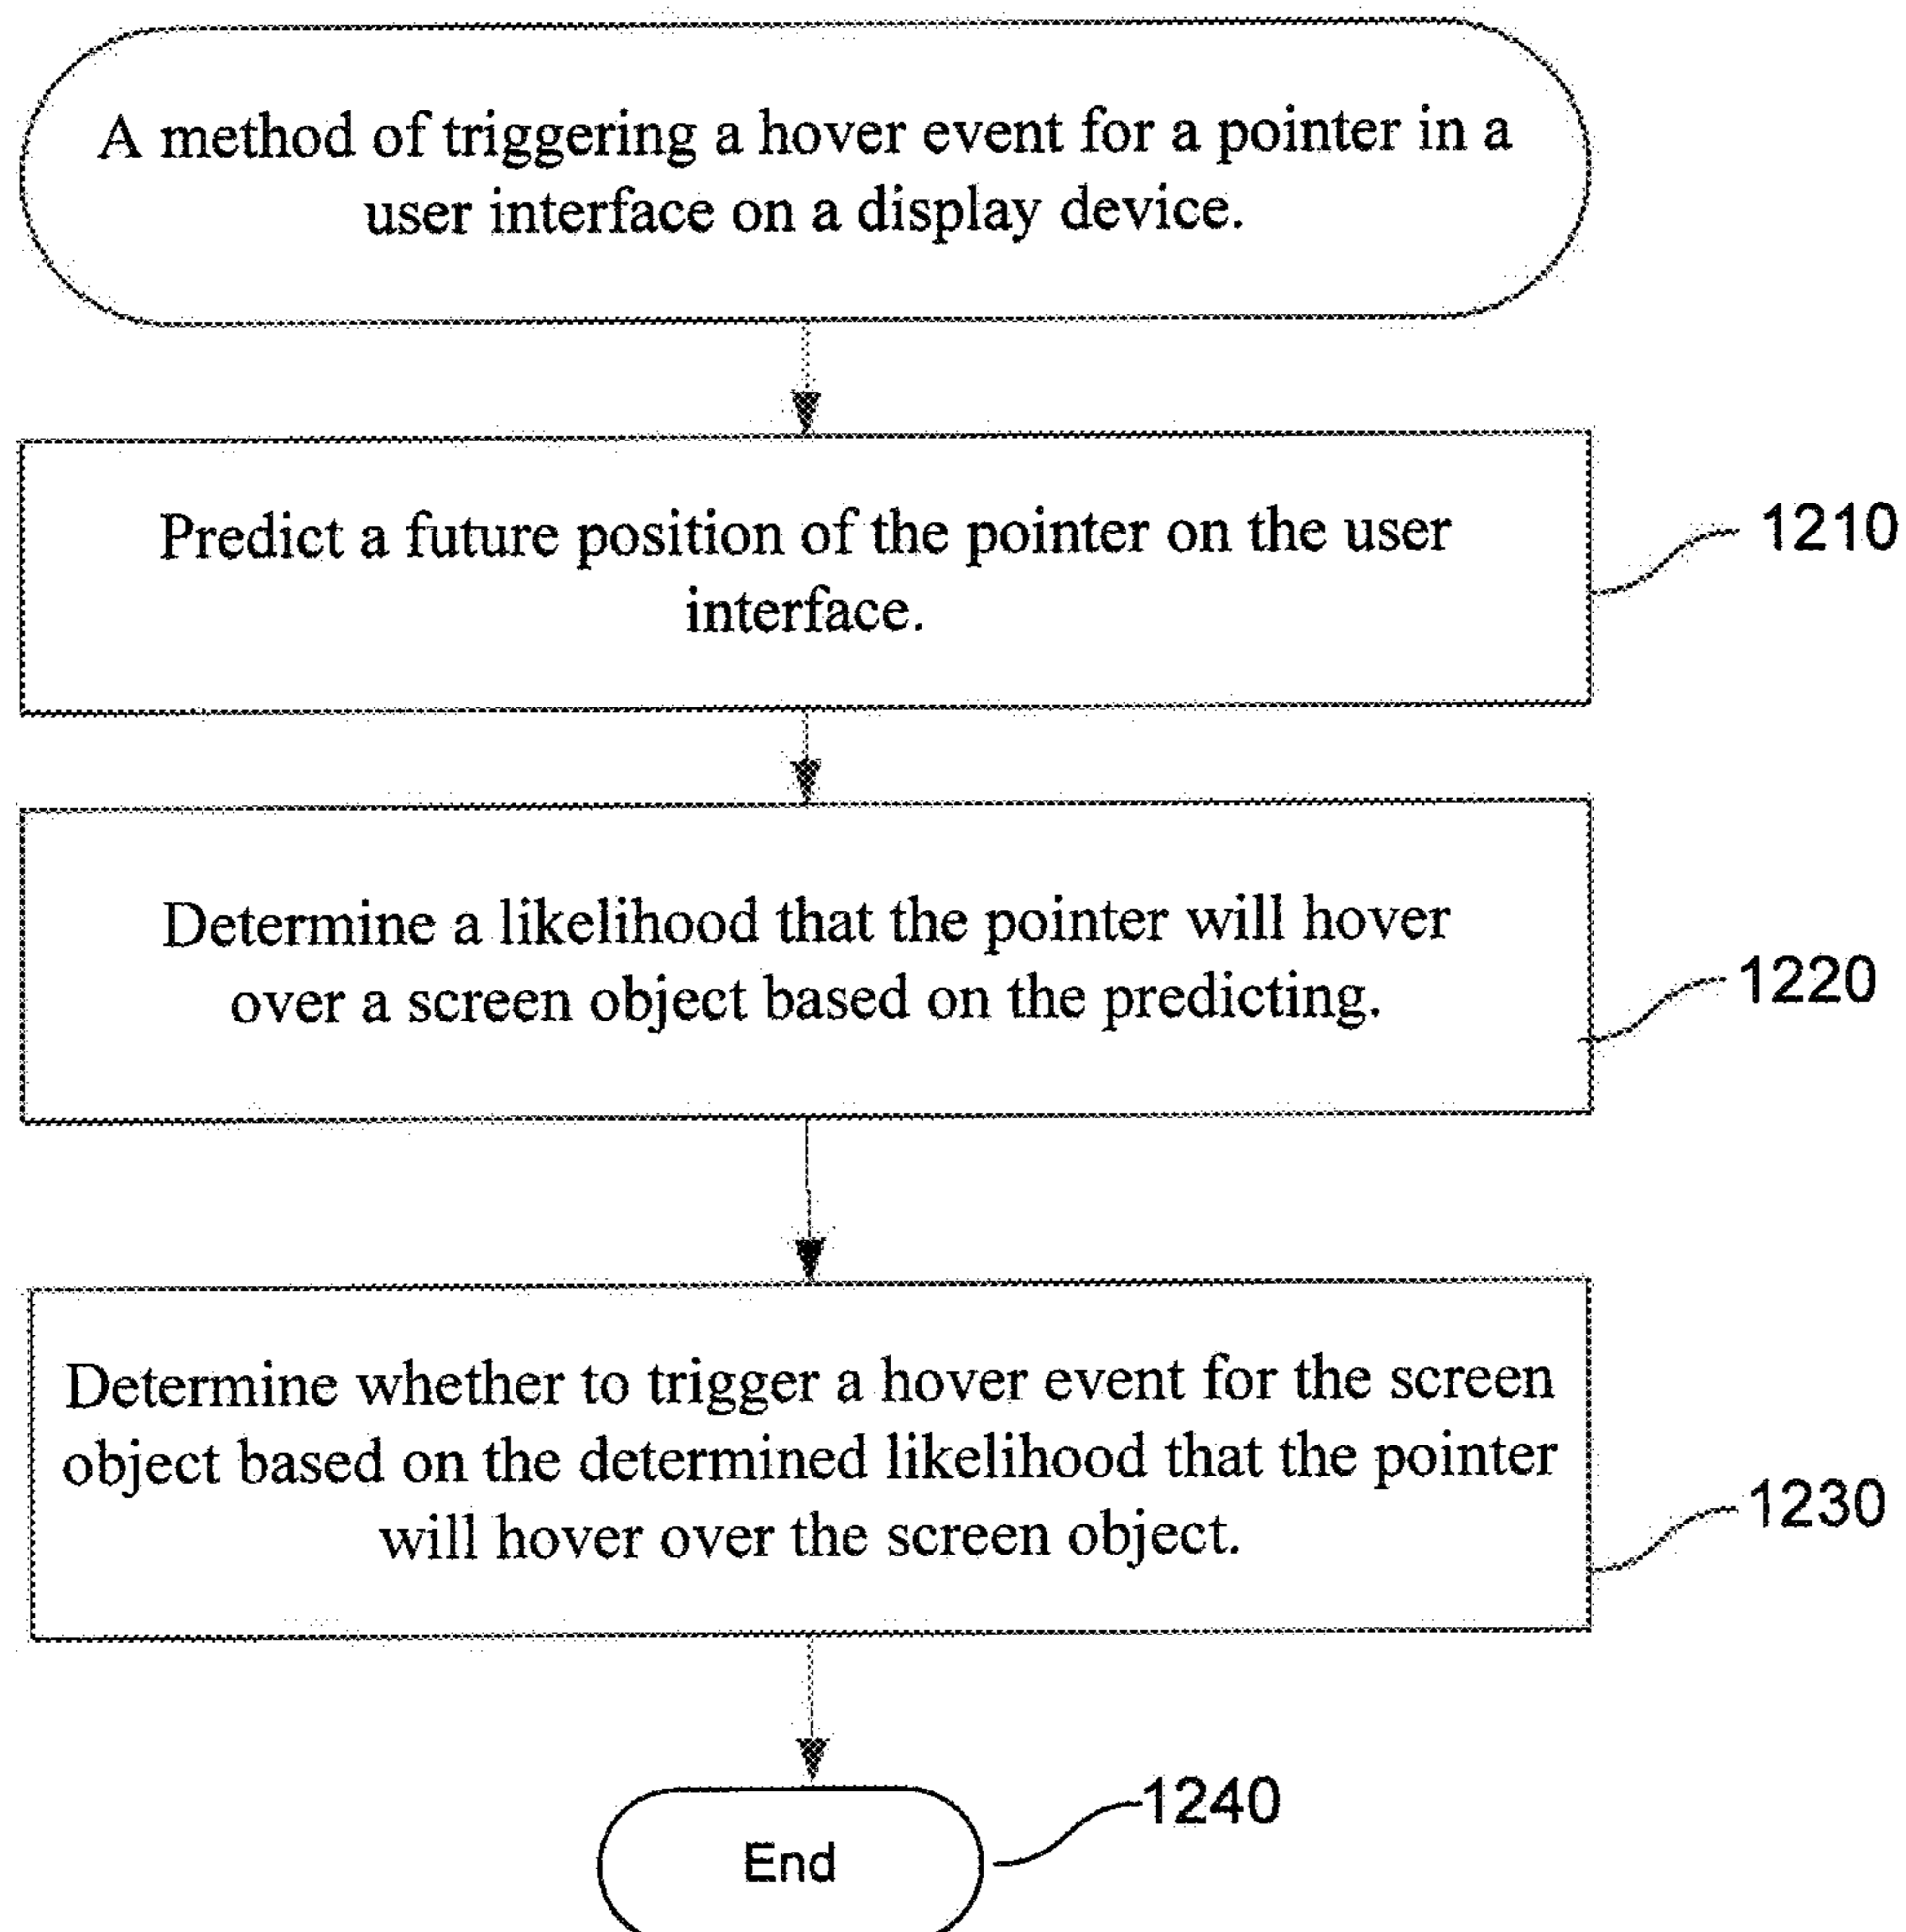 A method of triggering a hover event for a pointer in a
user interface on a display device.
Predict a future position of the pointer on the user
interface.
1210
Determine a likelihood that the pointer will hover
over a screen object based on the predicting.
1220
Determine whether to trigger a hover event for the screen
object based on the determined likelihood that the pointer
will hover over the screen object.
1230
End
1240